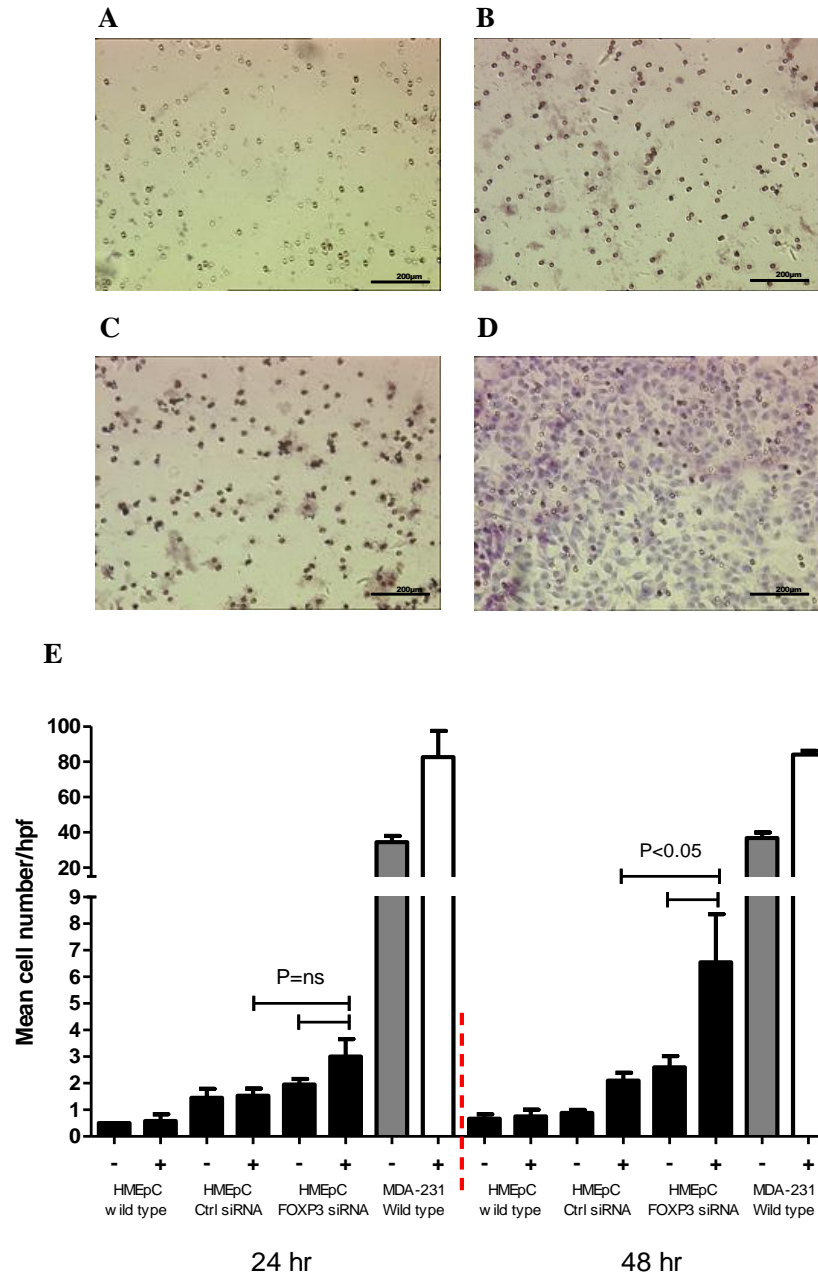 A
B
200µm
200µm
C
D
200µm
200µm
E
Mean cell number/hpf
100
80
60
40
20
9
8
7
6
5
4
3
2
1
0
P=ns
P<0.05
- + - + - + - + - + - + - + - +
HMEpC HMEpC HMEpC MDA-231 HMEpC HMEpC HMEpC MDA-231
wild type Ctrl siRNA FOXP3 siRNA Wild type wild type Ctrl siRNA FOXP3 siRNA Wild type
24 hr 48 hr